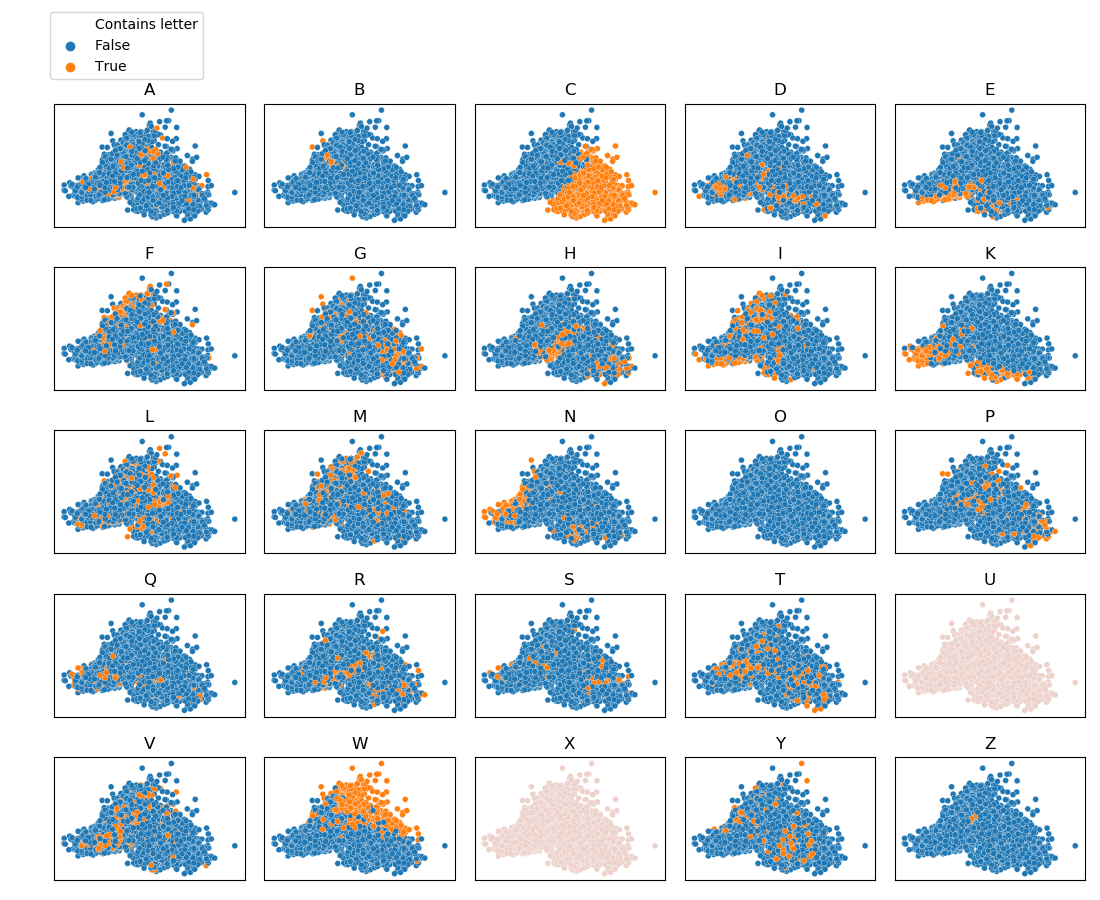 Contains letter
False
True
A B C D E
F G H I K
L M N O P
Q R S T U
V W X Y Z